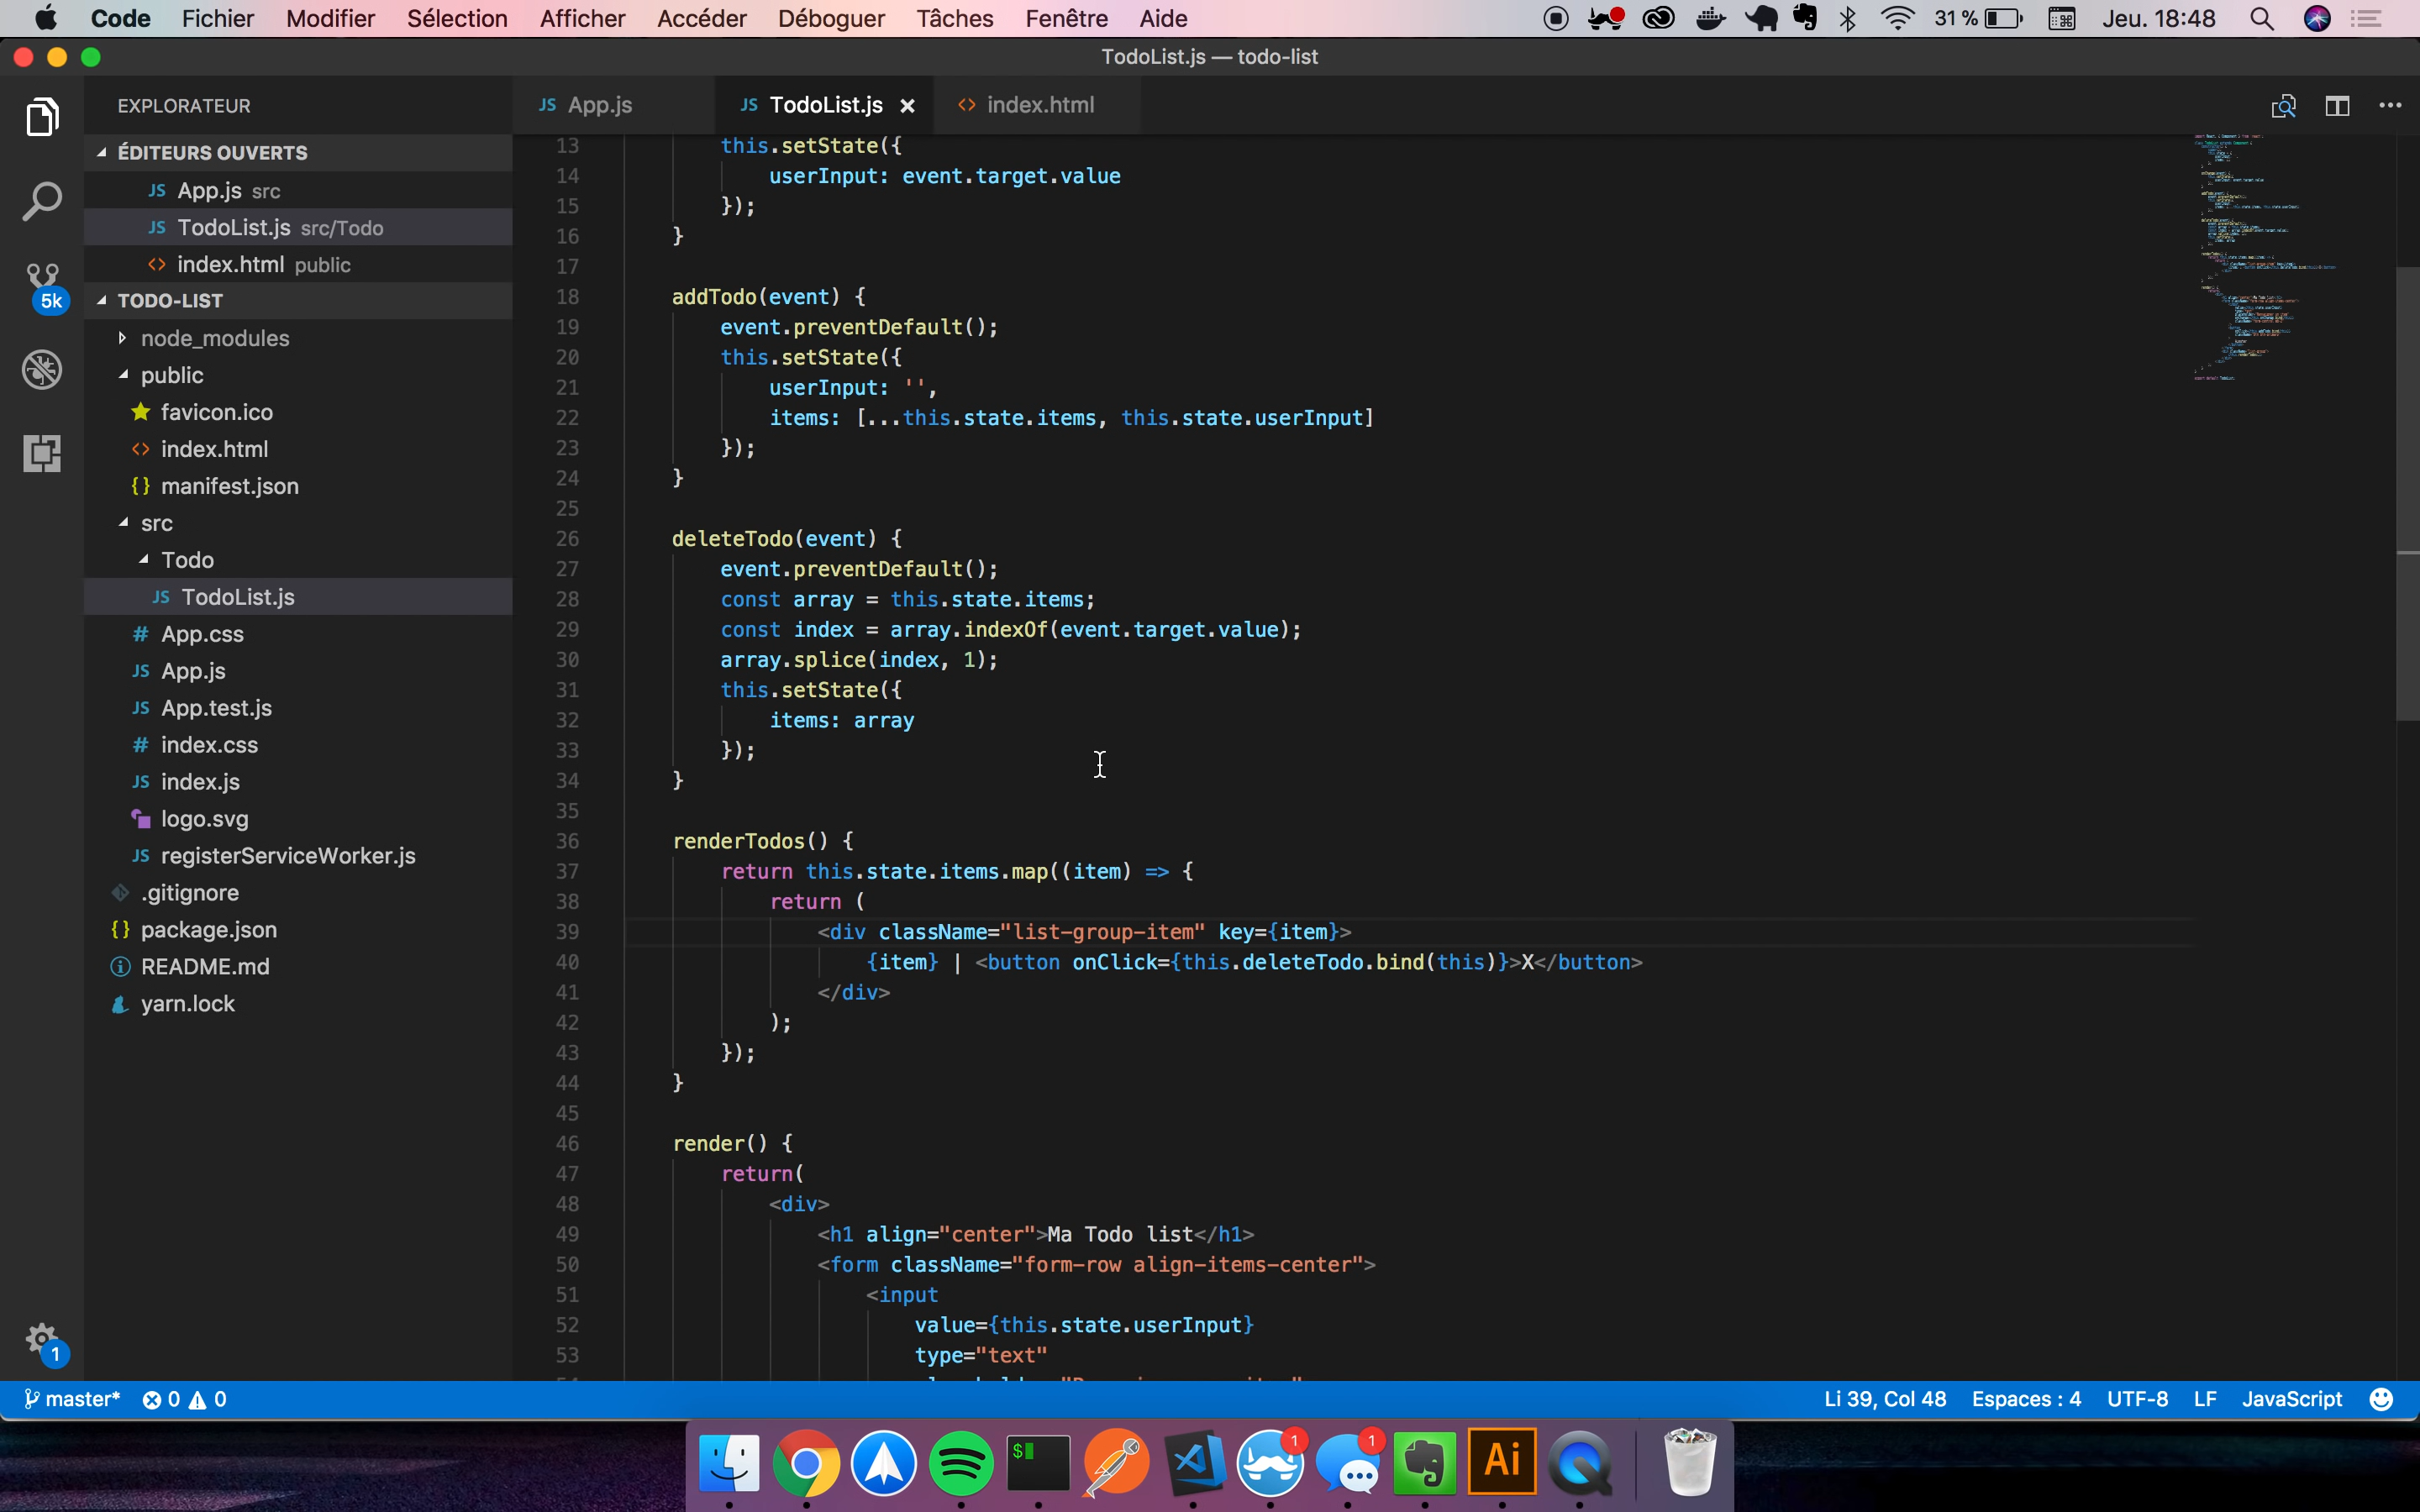 Code Fichier Modifier Sélection Afficher Accéder Déboguer Tâches Fenêtre Aide 31 % Jeu. 18:48
TodoList.js — todo-list
EXPLORATEUR
ÉDITEURS OUVERTS
JS App.js src
JS TodoList.js src/Todo
<> index.html public
5k
TODO-LIST
node_modules
public
favicon.ico
<> index.html
{} manifest.json
src
Todo
JS TodoList.js
# App.css
JS App.js
JS App.test.js
# index.css
JS index.js
logo.svg
JS registerServiceWorker.js
.gitignore
{} package.json
README.md
yarn.lock
1
JS App.js JS TodoList.js × <> index.html
13 this.setState({
14 userInput: event.target.value
15 });
16 }
17
18 addTodo(event) {
19 event.preventDefault();
20 this.setState({
21 userInput: '',
22 items: [...this.state.items, this.state.userInput]
23 });
24 }
25
26 deleteTodo(event) {
27 event.preventDefault();
28 const array = this.state.items;
29 const index = array.indexOf(event.target.value);
30 array.splice(index, 1);
31 this.setState({
32 items: array
33 });
34 }
35
36 renderTodos() {
37 return this.state.items.map((item) => {
38 return (
39 <div className="list-group-item" key={item}>
40 {item} | <button onClick={this.deleteTodo.bind(this)}>X</button>
41 </div>
42 );
43 });
44 }
45
46 render() {
47 return(
48 <div>
49 <h1 align="center">Ma Todo list</h1>
50 <form className="form-row align-items-center">
51 <input
52 value={this.state.userInput}
53 type="text"
master* 0 0 Li 39, Col 48 Espaces : 4 UTF-8 LF JavaScript
$ 1 1 Ai